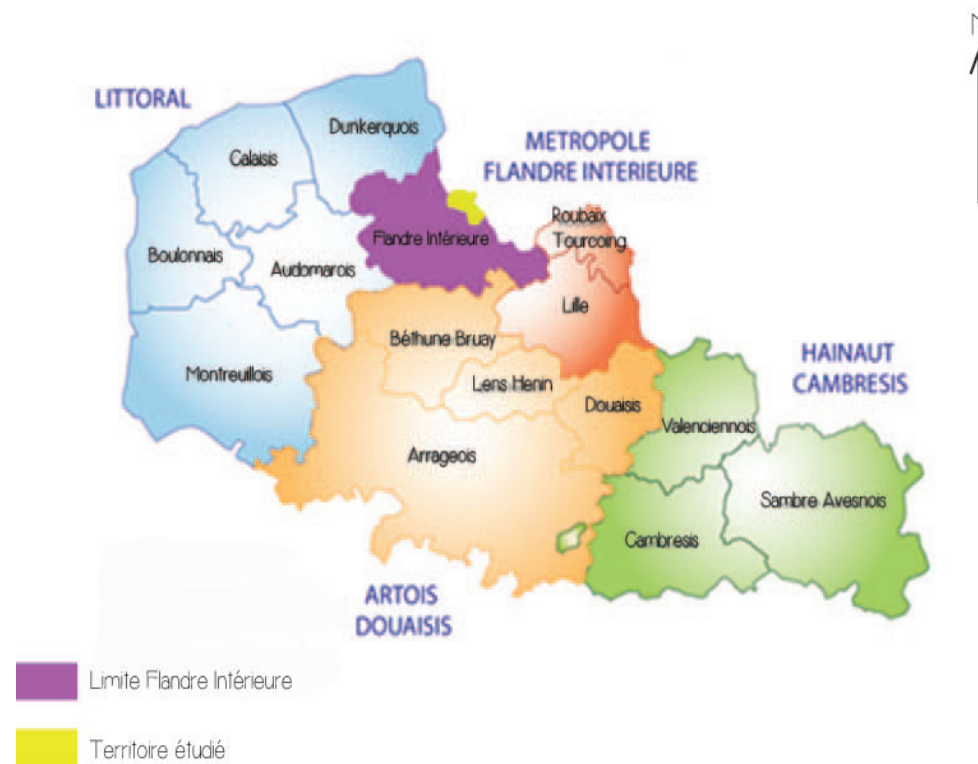 N
LITTORAL
Dunkerquois
METROPOLE
FLANDRE INTERIEURE
Calaisis
Roubaix
Tourcoing
Flandre Intérieure
Boulonnais
Audomarois
Lille
Béthune Bruay
HAINAUT
CAMBRESIS
Montreuillois
Lens Henin
Douaisis
Valenciennois
Arrageois
Sambre Avesnois
Cambresis
ARTOIS
DOUAISIS
Limite Flandre Intérieure
Territoire étudié